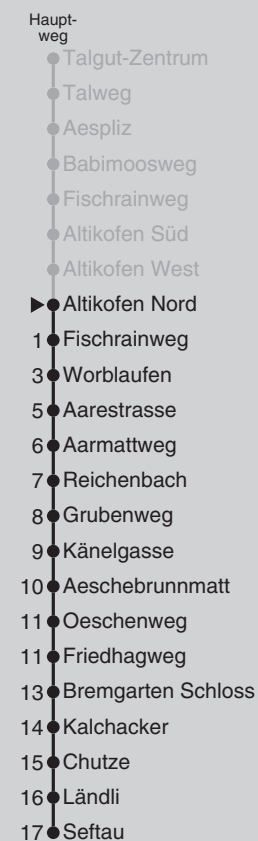 Haupt-
weg
Talgut-Zentrum
Talweg
Aespliz
Babimoosweg
Fischrainweg
Altikofen Süd
Altikofen West
Altikofen Nord
1 Fischrainweg
3 Worblaufen
5 Aarestrasse
6 Aarmattweg
7 Reichenbach
8 Grubenweg
9 Känelgasse
10 Aeschebrunnmatt
11 Oeschenweg
11 Friedhagweg
13 Bremgarten Schloss
14 Kalchacker
15 Chutze
16 Ländli
17 Seftau